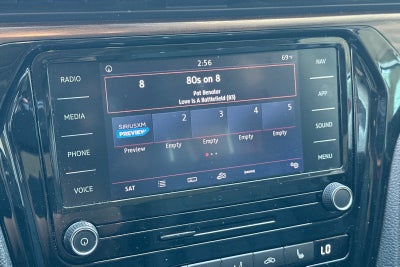 2:56
69°
RADIO
NAV
8
80s on 8
Pat Benatar
Love Is A Battlefield (83)
MEDIA
APP
SIRIUSXM
PREVIEW
2
3
4
5
Preview
Empty
Empty
Empty
Empty
PHONE
SOUND
VOICE
MENU
SAT
LO